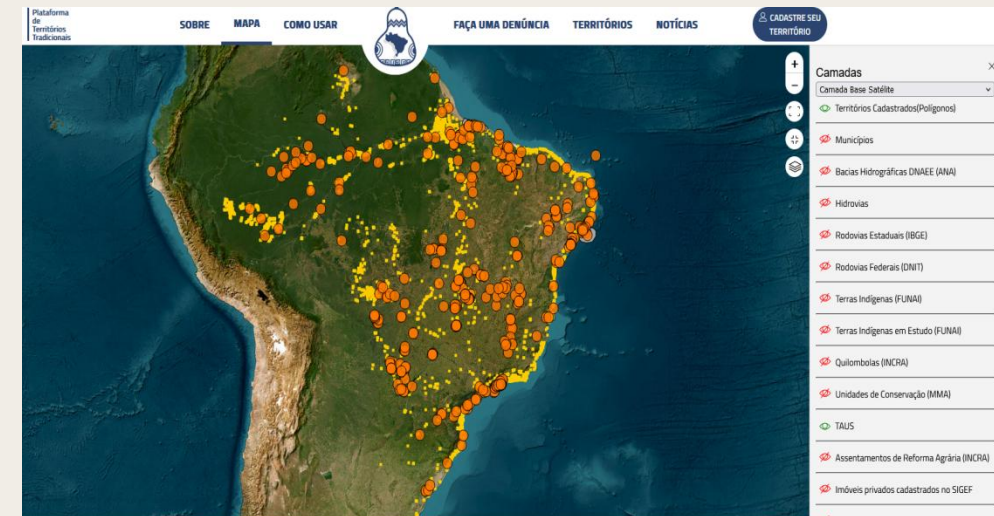 Plataforma
de
Territórios
Tradicionais
SOBRE
MAPA
COMO USAR
FAÇA UMA DENÚNCIA
TERRITÓRIOS
NOTÍCIAS
CADASTRE SEU
TERRITÓRIO
+
−
Camadas
×
Camada Base Satélite
Territórios Cadastrados(Polígonos)
Municípios
Bacias Hidrográficas DNAEE (ANA)
Hidrovias
Rodovias Estaduais (IBGE)
Rodovias Federais (DNIT)
Terras Indígenas (FUNAI)
Terras Indígenas em Estudo (FUNAI)
Quilombolas (INCRA)
Unidades de Conservação (MMA)
TAUS
Assentamentos de Reforma Agrária (INCRA)
Imóveis privados cadastrados no SIGEF